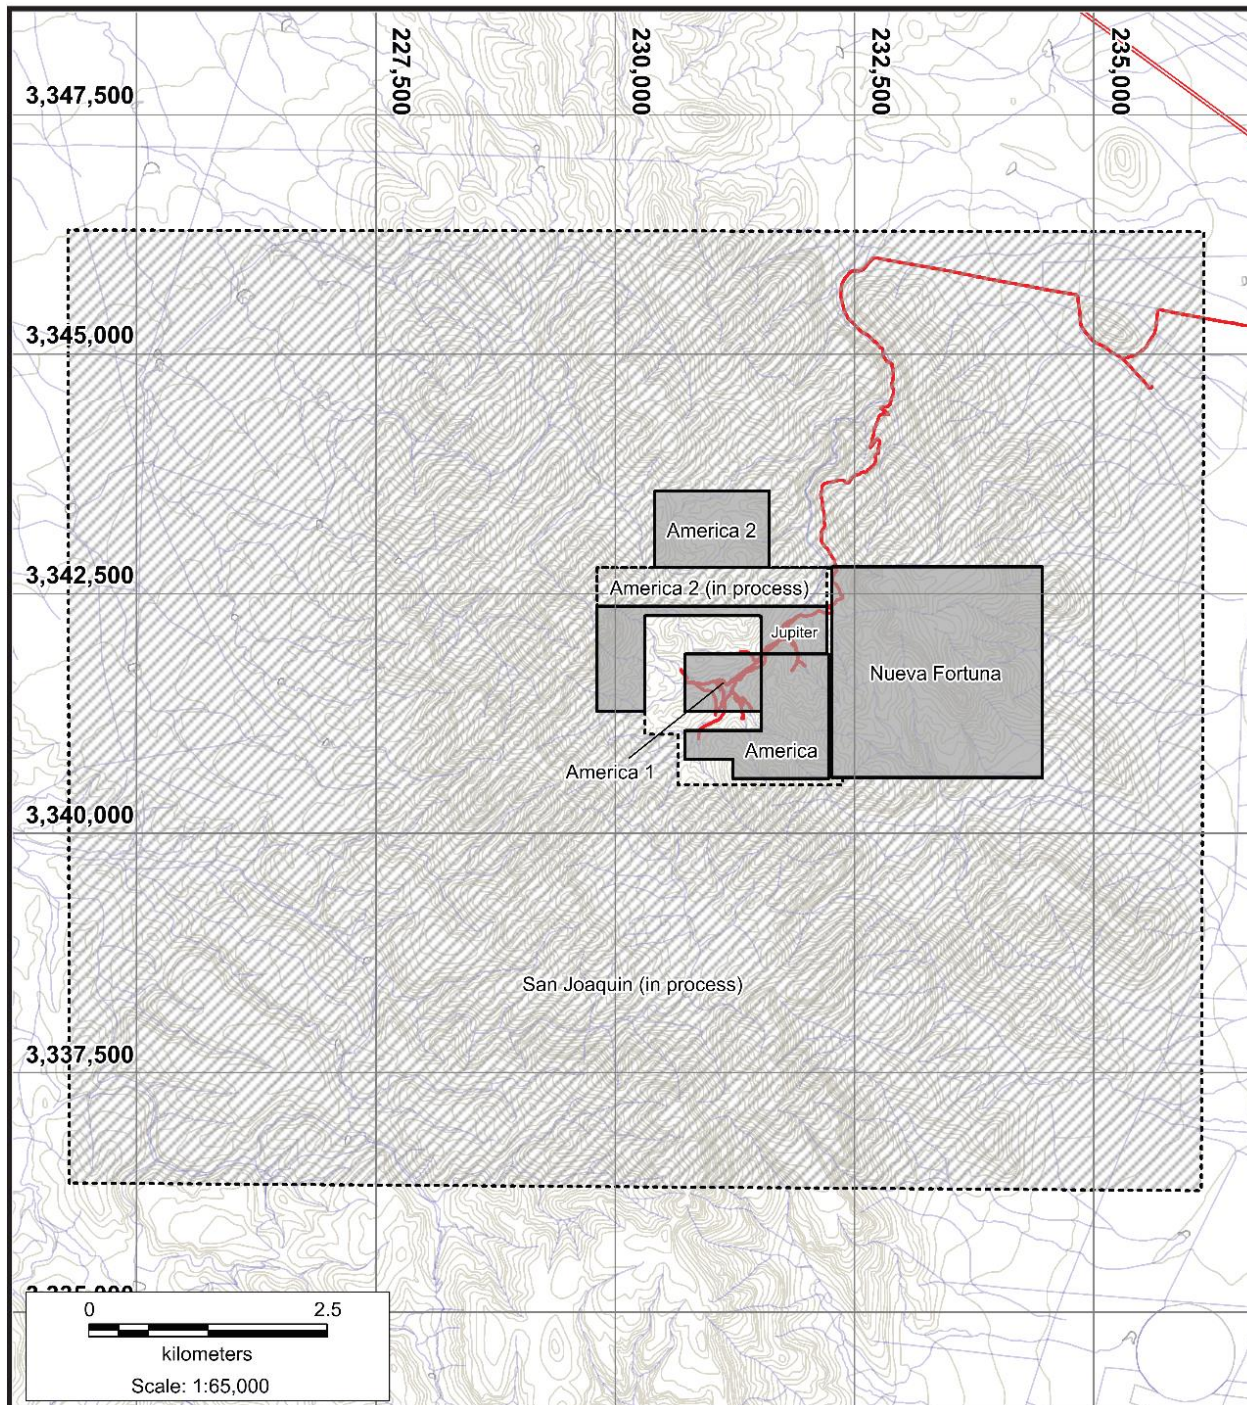 227,500
230,000
232,500
235,000
3,347,500
3,345,000
3,342,500
America 2
America 2 (in process)
Jupiter
Nueva Fortuna
America
America 1
3,340,000
San Joaquin (in process)
3,337,500
0 2.5
kilometers
Scale: 1:65,000